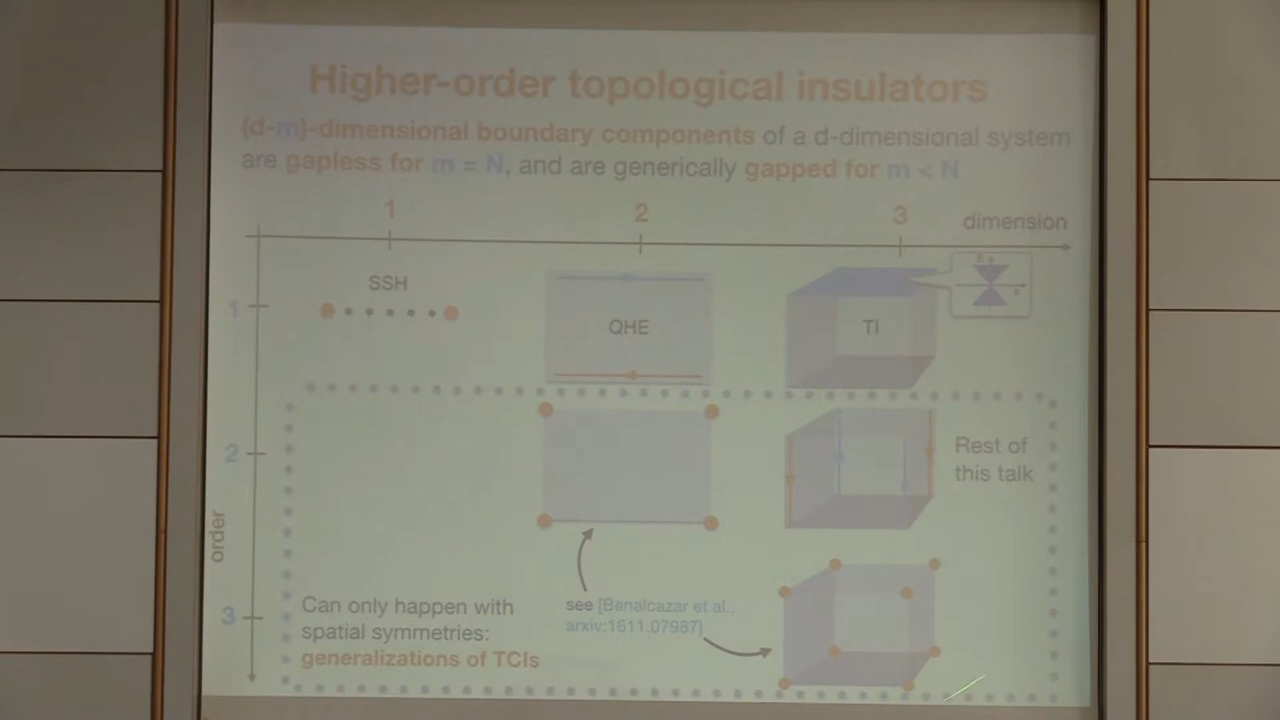 Higher-order topological insulators
(d-m)-dimensional boundary components of a d-dimensional system
are gapless for m = N, and are generically gapped for m < N
1 2 3 dimension
SSH
QHE
TI
E
1
2
3
order
Rest of
this talk
Can only happen with
spatial symmetries:
generalizations of TCIs
see [Benalcazar et al.,
arxiv:1611.07987]